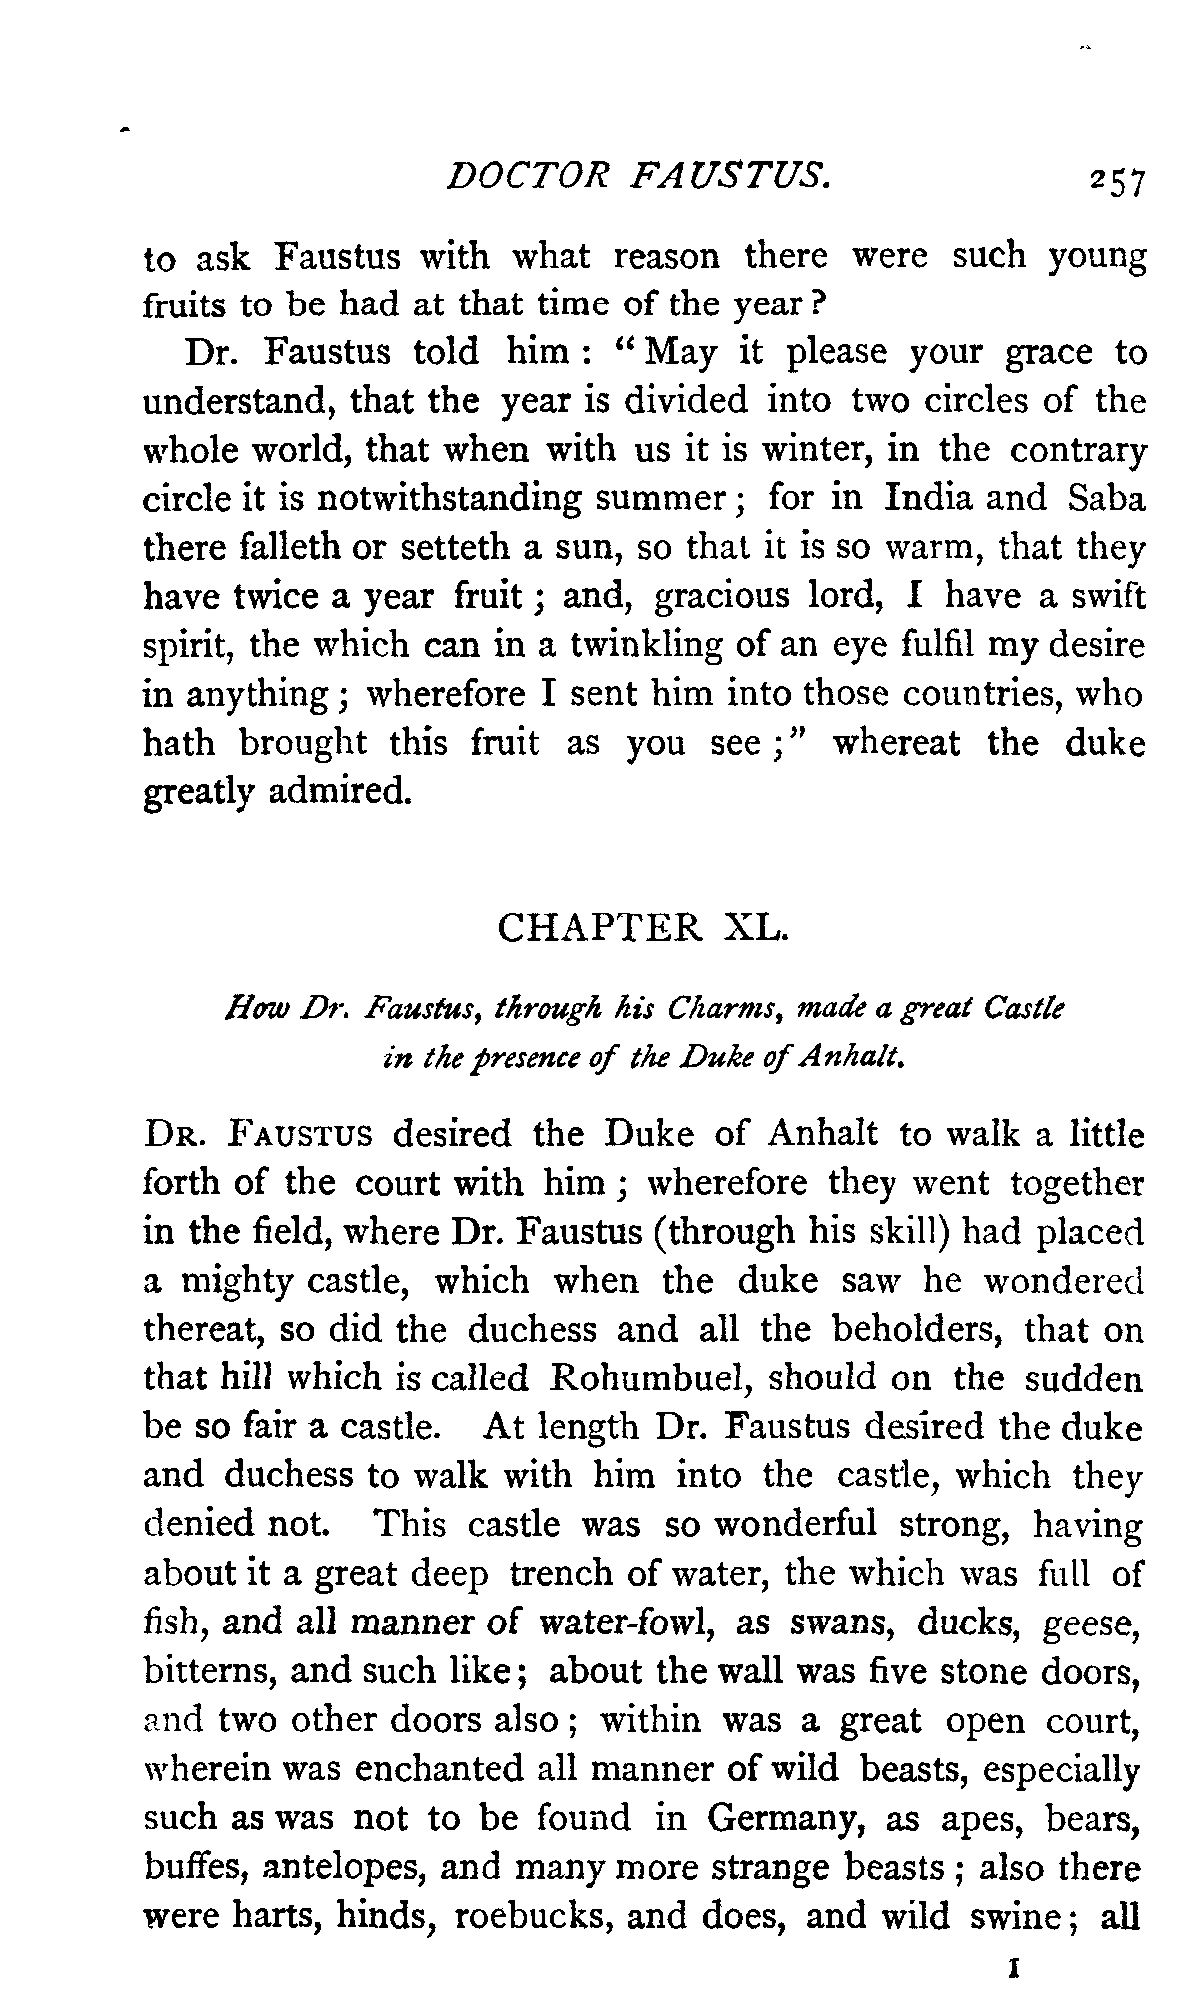 DOCTOR FAUSTUS. 257
to ask Faustus with what reason there were such young
fruits to be had at that time of the year ?
Dr. Faustus told him : “ May it please your grace to
understand, that the year is divided into two circles of the
whole world, that when with us it is winter, in the contrary
circle it is notwithstanding summer ; for in India and Saba
there falleth or setteth a sun, so that it is so warm, that they
have twice a year fruit ; and, gracious lord, I have a swift
spirit, the which can in a twinkling of an eye fulfil my desire
in anything ; wherefore I sent him into those countries, who
hath brought this fruit as you see ;” whereat the duke
greatly admired.
CHAPTER XL.
How Dr. Faustus, through his Charms, made a great Castle
in the presence of the Duke of Anhalt.
DR. FAUSTUS desired the Duke of Anhalt to walk a little
forth of the court with him ; wherefore they went together
in the field, where Dr. Faustus (through his skill) had placed
a mighty castle, which when the duke saw he wondered
thereat, so did the duchess and all the beholders, that on
that hill which is called Rohumbuel, should on the sudden
be so fair a castle. At length Dr. Faustus desired the duke
and duchess to walk with him into the castle, which they
denied not. This castle was so wonderful strong, having
about it a great deep trench of water, the which was full of
fish, and all manner of water-fowl, as swans, ducks, geese,
bitterns, and such like ; about the wall was five stone doors,
and two other doors also ; within was a great open court,
wherein was enchanted all manner of wild beasts, especially
such as was not to be found in Germany, as apes, bears,
buffes, antelopes, and many more strange beasts ; also there
were harts, hinds, roebucks, and does, and wild swine ; all
I